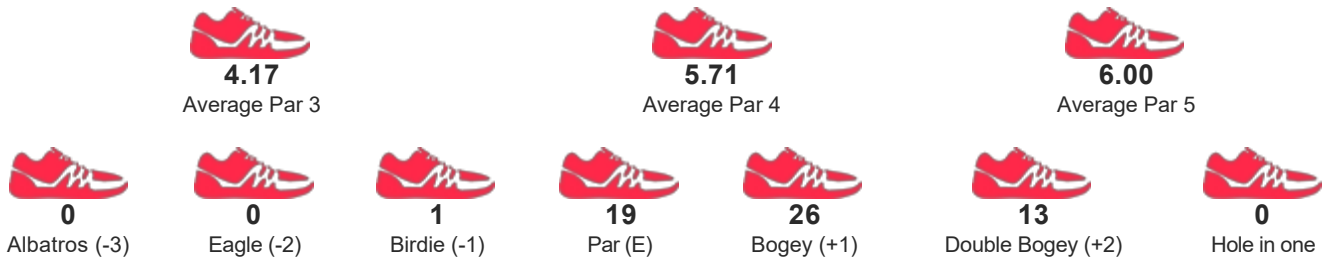 4.17 5.71 6.00
Average Par 3 Average Par 4 Average Par 5
0 0 1 19 26 13 0
Albatros (-3) Eagle (-2) Birdie (-1) Par (E) Bogey (+1) Double Bogey (+2) Hole in one